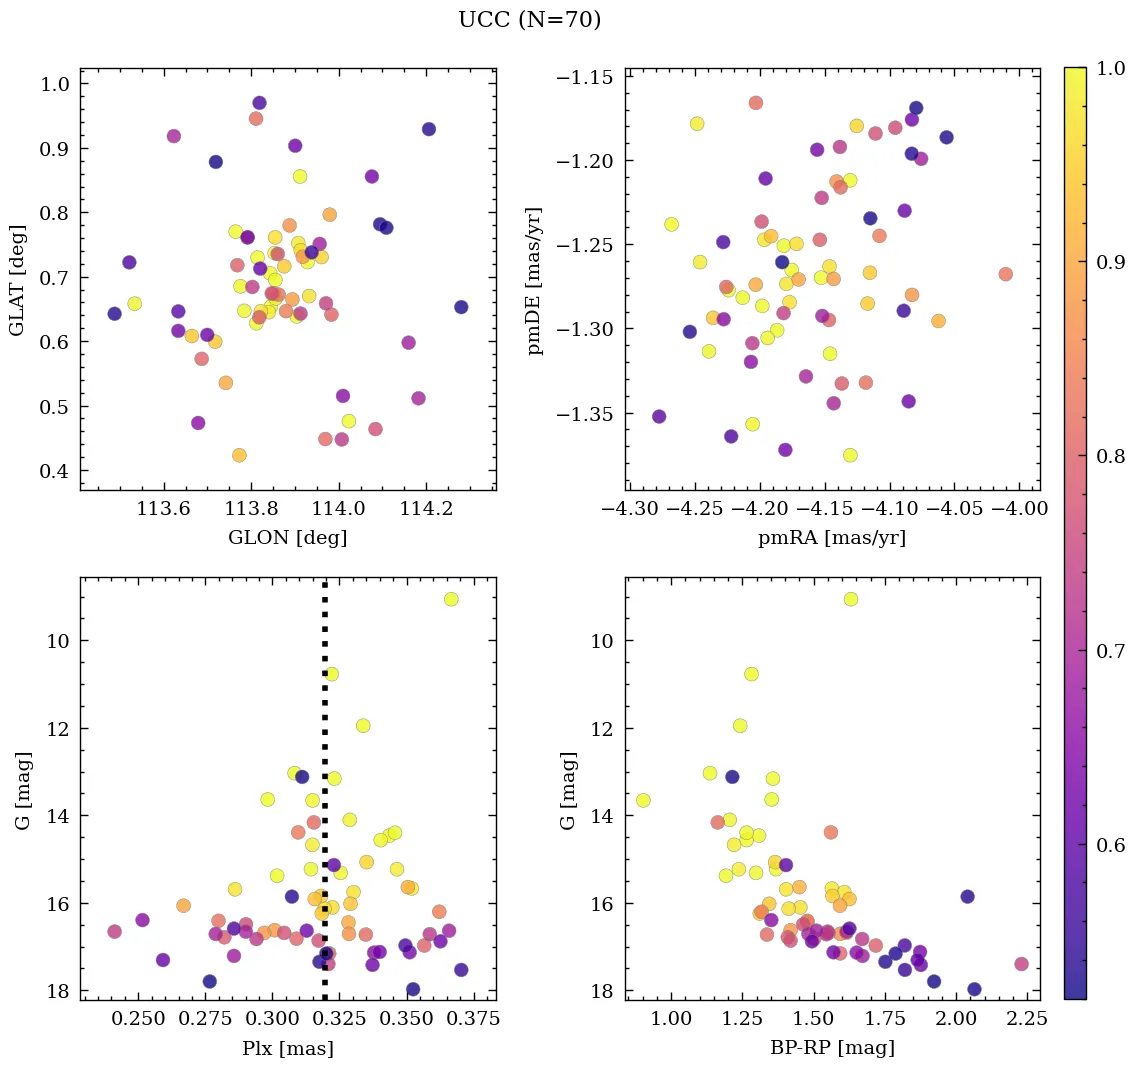 UCC (N=70)
1.0
0.9
0.8
0.7
0.6
0.5
0.4
GLAT [deg]
113.6 113.8 114.0 114.2
GLON [deg]
−1.15
−1.20
−1.25
−1.30
−1.35
pmDE [mas/yr]
−4.30 −4.25 −4.20 −4.15 −4.10 −4.05 −4.00
pmRA [mas/yr]
10
12
14
16
18
G [mag]
0.250 0.275 0.300 0.325 0.350 0.375
Plx [mas]
10
12
14
16
18
G [mag]
1.00 1.25 1.50 1.75 2.00 2.25
BP-RP [mag]
1.0
0.9
0.8
0.7
0.6